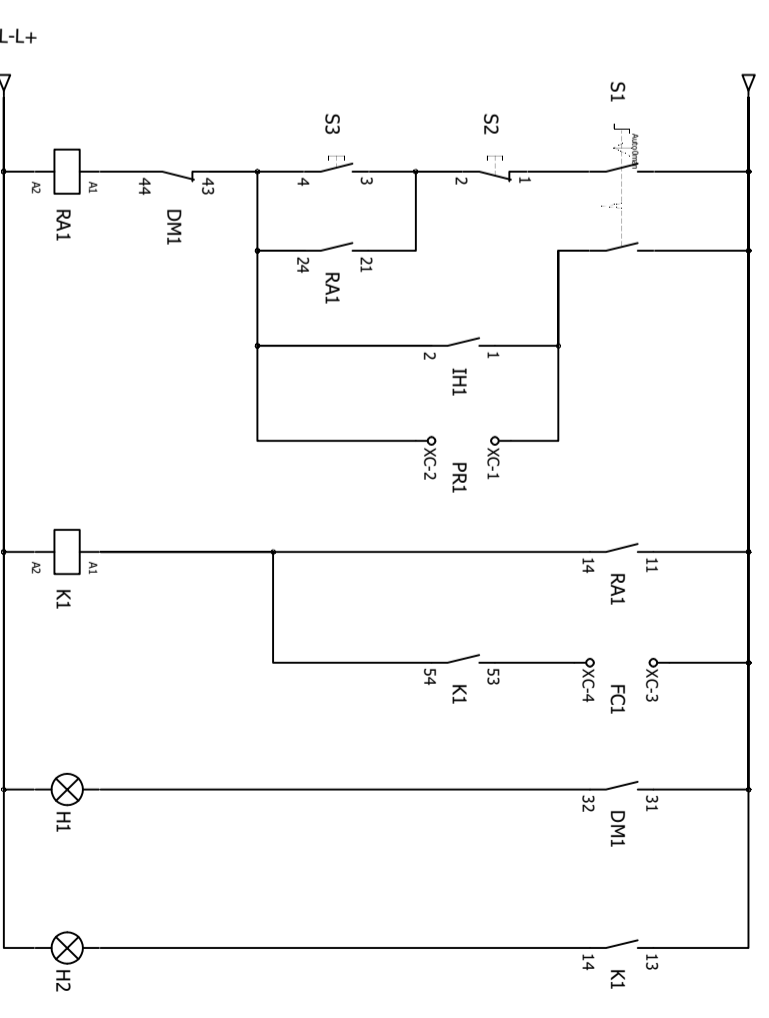 L-L+
S1
Auto0man
S2
1
2
S3
3
4
DM1
43
44
RA1
A1
A2
RA1
21
24
IH1
1
2
PR1
XC-1
XC-2
RA1
11
14
K1
A1
A2
FC1
XC-3
XC-4
K1
53
54
DM1
31
32
H1
K1
13
14
H2